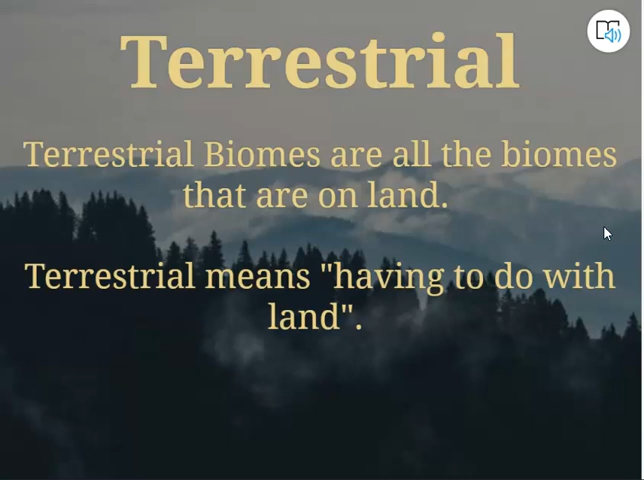 Terrestrial
Terrestrial Biomes are all the biomes
that are on land.
Terrestrial means "having to do with
land".